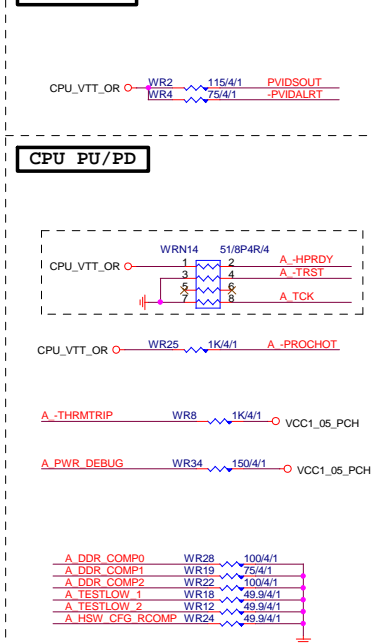 WR2 115/4/1 PVIDSOUT
CPU_VTT_OR WR4 75/4/1 -PVIDALRT
CPU PU/PD
WRN14 51/8P4R/4
CPU_VTT_OR 1 2 A_-HPRDY
3 4 A_-TRST
5 6
7 8 A_TCK
CPU_VTT_OR WR25 1K/4/1 A_-PROCHOT
A_-THRMTRIP WR8 1K/4/1 VCC1_05_PCH
A_PWR_DEBUG WR34 150/4/1 VCC1_05_PCH
A_DDR_COMP0 WR28 100/4/1
A_DDR_COMP1 WR19 75/4/1
A_DDR_COMP2 WR22 100/4/1
A_TESTLOW_1 WR18 49.9/4/1
A_TESTLOW_2 WR12 49.9/4/1
A_HSW_CFG_RCOMP WR24 49.9/4/1